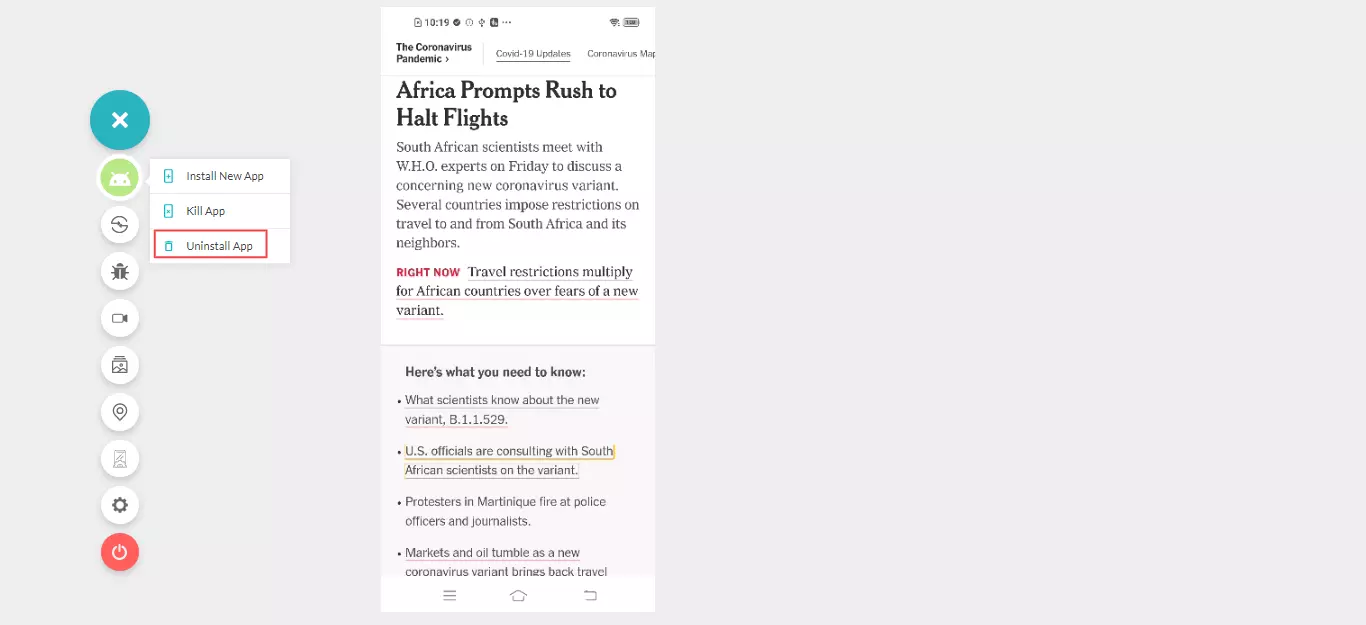 Install New App
Kill App
Uninstall App
10:19
The Coronavirus
Pandemic ›
Covid-19 Updates
Coronavirus Map
Africa Prompts Rush to
Halt Flights
South African scientists meet with
W.H.O. experts on Friday to discuss a
concerning new coronavirus variant.
Several countries impose restrictions on
travel to and from South Africa and its
neighbors.
RIGHT NOW Travel restrictions multiply
for African countries over fears of a new
variant.
Here's what you need to know:
• What scientists know about the new
variant, B.1.1.529.
• U.S. officials are consulting with South
African scientists on the variant.
• Protesters in Martinique fire at police
officers and journalists.
• Markets and oil tumble as a new
coronavirus variant brings back travel